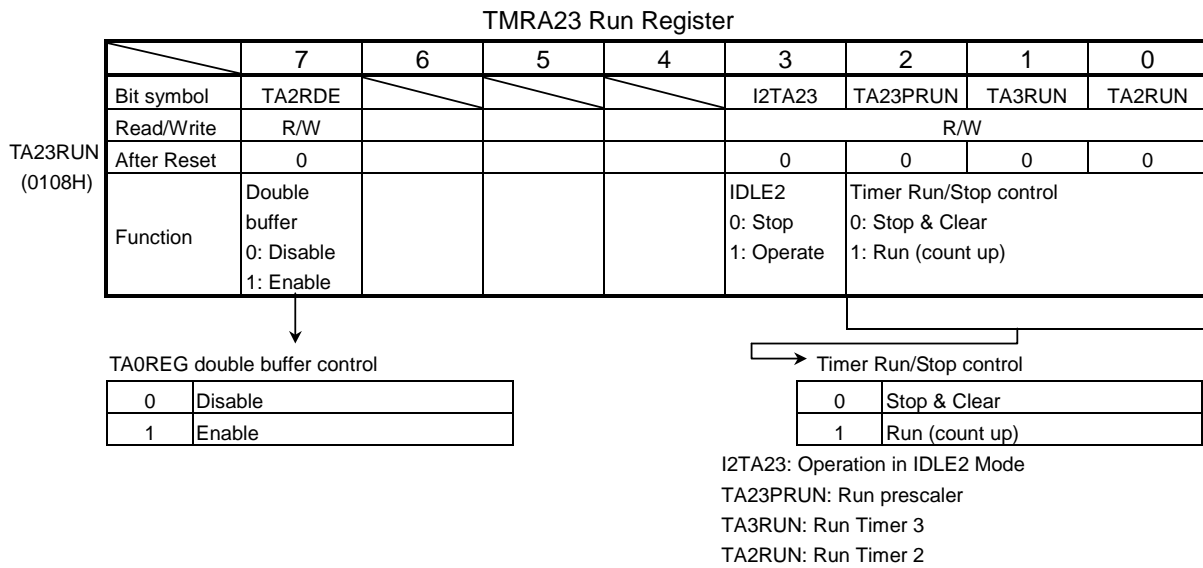 TMRA23 Run Register
7 6 5 4 3 2 1 0
Bit symbol TA2RDE I2TA23 TA23PRUN TA3RUN TA2RUN
Read/Write R/W R/W
TA23RUN
(0108H)
After Reset 0 0 0 0 0
Function
Double
buffer
0: Disable
1: Enable
IDLE2
0: Stop
1: Operate
Timer Run/Stop control
0: Stop & Clear
1: Run (count up)
TA0REG double buffer control
0 Disable
1 Enable
Timer Run/Stop control
0 Stop & Clear
1 Run (count up)
I2TA23: Operation in IDLE2 Mode
TA23PRUN: Run prescaler
TA3RUN: Run Timer 3
TA2RUN: Run Timer 2